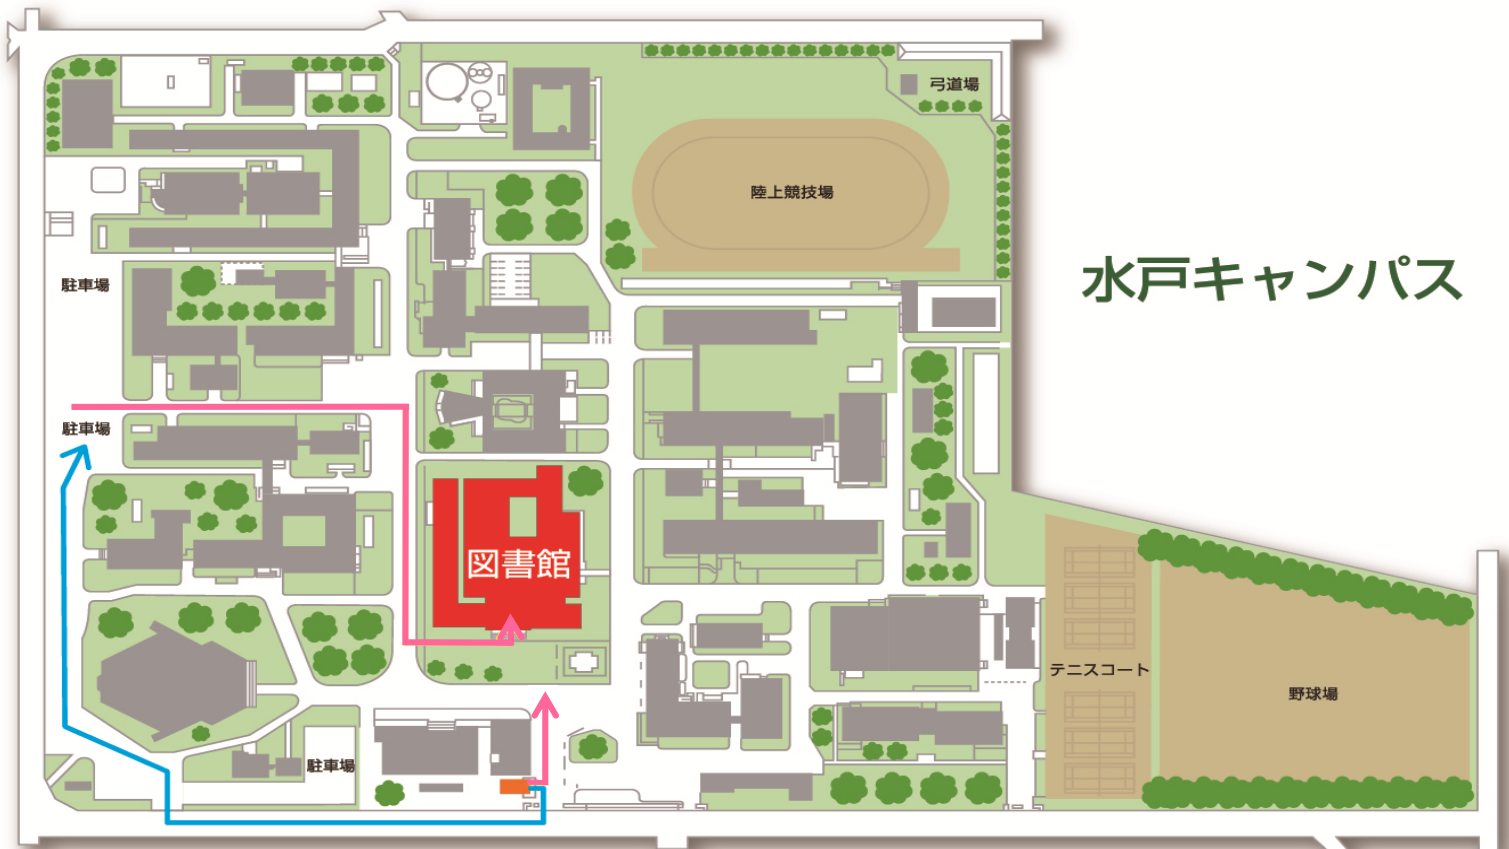 弓道場
陸上競技場
水戸キャンパス
駐車場
駐車場
図書館
テニスコート
野球場
駐車場